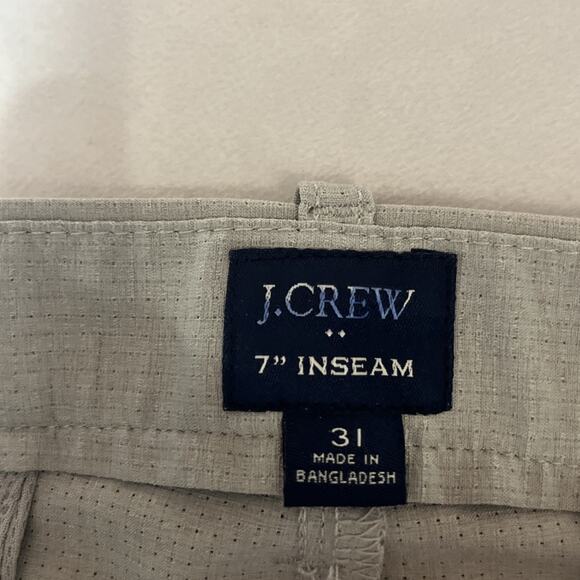 J.CREW
7" INSEAM
31
MADE IN
BANGLADESH